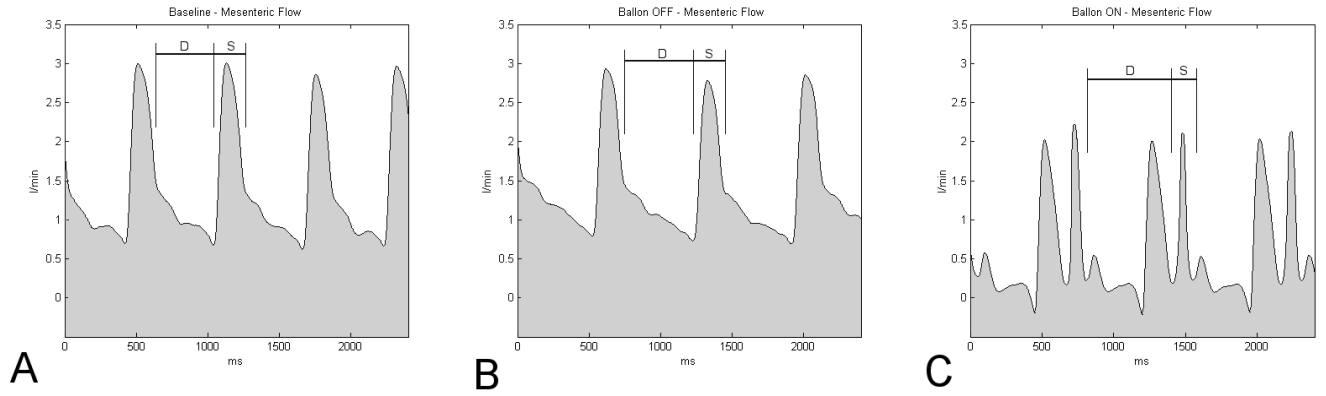 Baseline - Mesenteric Flow
3.5
3
2.5
2
1.5
1
0.5
0
l/min
D
S
0
500
1000
1500
2000
ms
A
Ballon OFF - Mesenteric Flow
3.5
3
2.5
2
1.5
1
0.5
0
l/min
D
S
0
500
1000
1500
2000
ms
B
Ballon ON - Mesenteric Flow
3.5
3
2.5
2
1.5
1
0.5
0
l/min
D
S
0
500
1000
1500
2000
ms
C